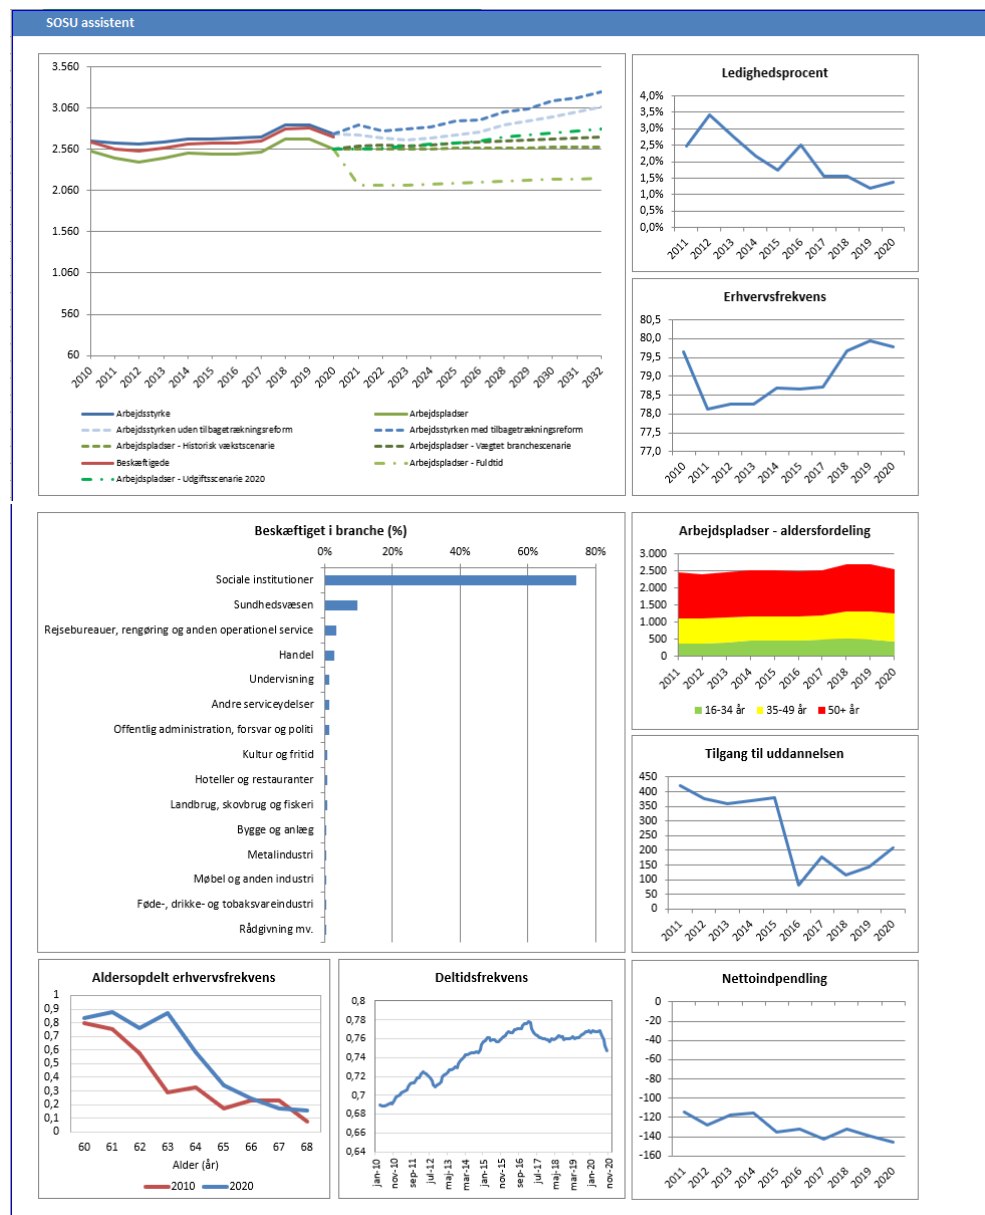 SOSU assistent
3.560
3.060
2.560
2.060
1.560
1.060
560
60
2010 2011 2012 2013 2014 2015 2016 2017 2018 2019 2020 2021 2022 2023 2024 2025 2026 2027 2028 2029 2030 2031 2032
Arbejdsstyrke
Arbejdspladser
Arbejdsstyrken uden tilbagetrækningsreform
Arbejdsstyrken med tilbagetrækningsreform
Arbejdspladser - Historisk vækstscenarie
Arbejdspladser - Vægtet branchescenarie
Beskæftigede
Arbejdspladser - Fuldtid
Arbejdspladser - Udgiftsscenarie 2020
Ledighedsprocent
4,0%
3,5%
3,0%
2,5%
2,0%
1,5%
1,0%
0,5%
0,0%
2011 2012 2013 2014 2015 2016 2017 2018 2019 2020
Erhvervsfrekvens
80,5
80,0
79,5
79,0
78,5
78,0
77,5
77,0
2010 2011 2012 2013 2014 2015 2016 2017 2018 2019 2020
Beskæftiget i branche (%)
0% 20% 40% 60% 80%
Sociale institutioner
Sundhedsvæsen
Rejsebureauer, rengøring og anden operationel service
Handel
Undervisning
Andre serviceydelser
Offentlig administration, forsvar og politi
Kultur og fritid
Hoteller og restauranter
Landbrug, skovbrug og fiskeri
Bygge og anlæg
Metalindustri
Møbel og anden industri
Føde-, drikke- og tobaksvareindustri
Rådgivning mv.
Arbejdspladser - aldersfordeling
3.000
2.500
2.000
1.500
1.000
500
0
2011 2012 2013 2014 2015 2016 2017 2018 2019 2020
16-34 år 35-49 år 50+ år
Tilgang til uddannelsen
450
400
350
300
250
200
150
100
50
0
2011 2012 2013 2014 2015 2016 2017 2018 2019 2020
Aldersopdelt erhvervsfrekvens
1
0,9
0,8
0,7
0,6
0,5
0,4
0,3
0,2
0,1
0
60 61 62 63 64 65 66 67 68
Alder (år)
2010 2020
Deltidsfrekvens
0,8
0,78
0,76
0,74
0,72
0,7
0,68
0,66
0,64
jan-10 nov-10 sep-11 jul-12 maj-13 mar-14 jan-15 nov-15 sep-16 jul-17 maj-18 mar-19 jan-20 nov-20
Nettoindpendling
0
-20
-40
-60
-80
-100
-120
-140
-160
2011 2012 2013 2014 2015 2016 2017 2018 2019 2020